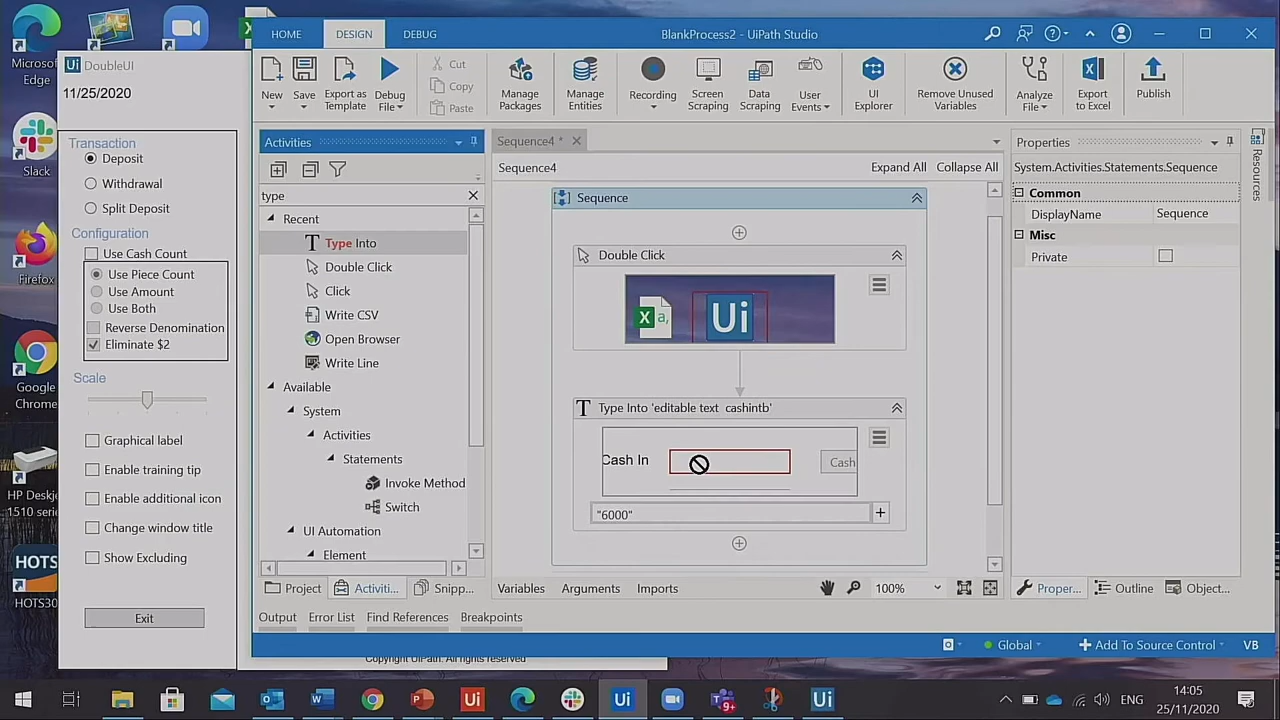 Microsoft
Edge
Slack
Firefox
Google
Chrome
HP Deskj
1510 serie
HOTS
HOTS30
DoubleUI
11/25/2020
Transaction
Deposit
Withdrawal
Split Deposit
Configuration
Use Cash Count
Use Piece Count
Use Amount
Use Both
Reverse Denomination
Eliminate $2
Scale
Graphical label
Enable training tip
Enable additional icon
Change window title
Show Excluding
Exit
Copyright UiPath. All rights reserved
HOME
DESIGN
DEBUG
BlankProcess2 - UiPath Studio
New
Save
Export as
Template
Debug
File
Cut
Copy
Paste
Manage
Packages
Manage
Entities
Recording
Screen
Scraping
Data
Scraping
User
Events
UI
Explorer
Remove Unused
Variables
Analyze
File
Export
to Excel
Publish
Activities
type
Recent
Type Into
Double Click
Click
Write CSV
Open Browser
Write Line
Available
System
Activities
Statements
Invoke Method
Switch
UI Automation
Element
Project
Activiti...
Snipp...
Sequence4 *
Sequence4
Expand All
Collapse All
Sequence
Double Click
X
a,
Ui
Type Into 'editable text cashintb'
Cash In
Cash
"6000"
Variables
Arguments
Imports
100%
Properties
System.Activities.Statements.Sequence
Common
DisplayName
Sequence
Misc
Private
Resources
Proper...
Outline
Object...
Output
Error List
Find References
Breakpoints
Global
Add To Source Control
VB
Ui
ENG
14:05
25/11/2020